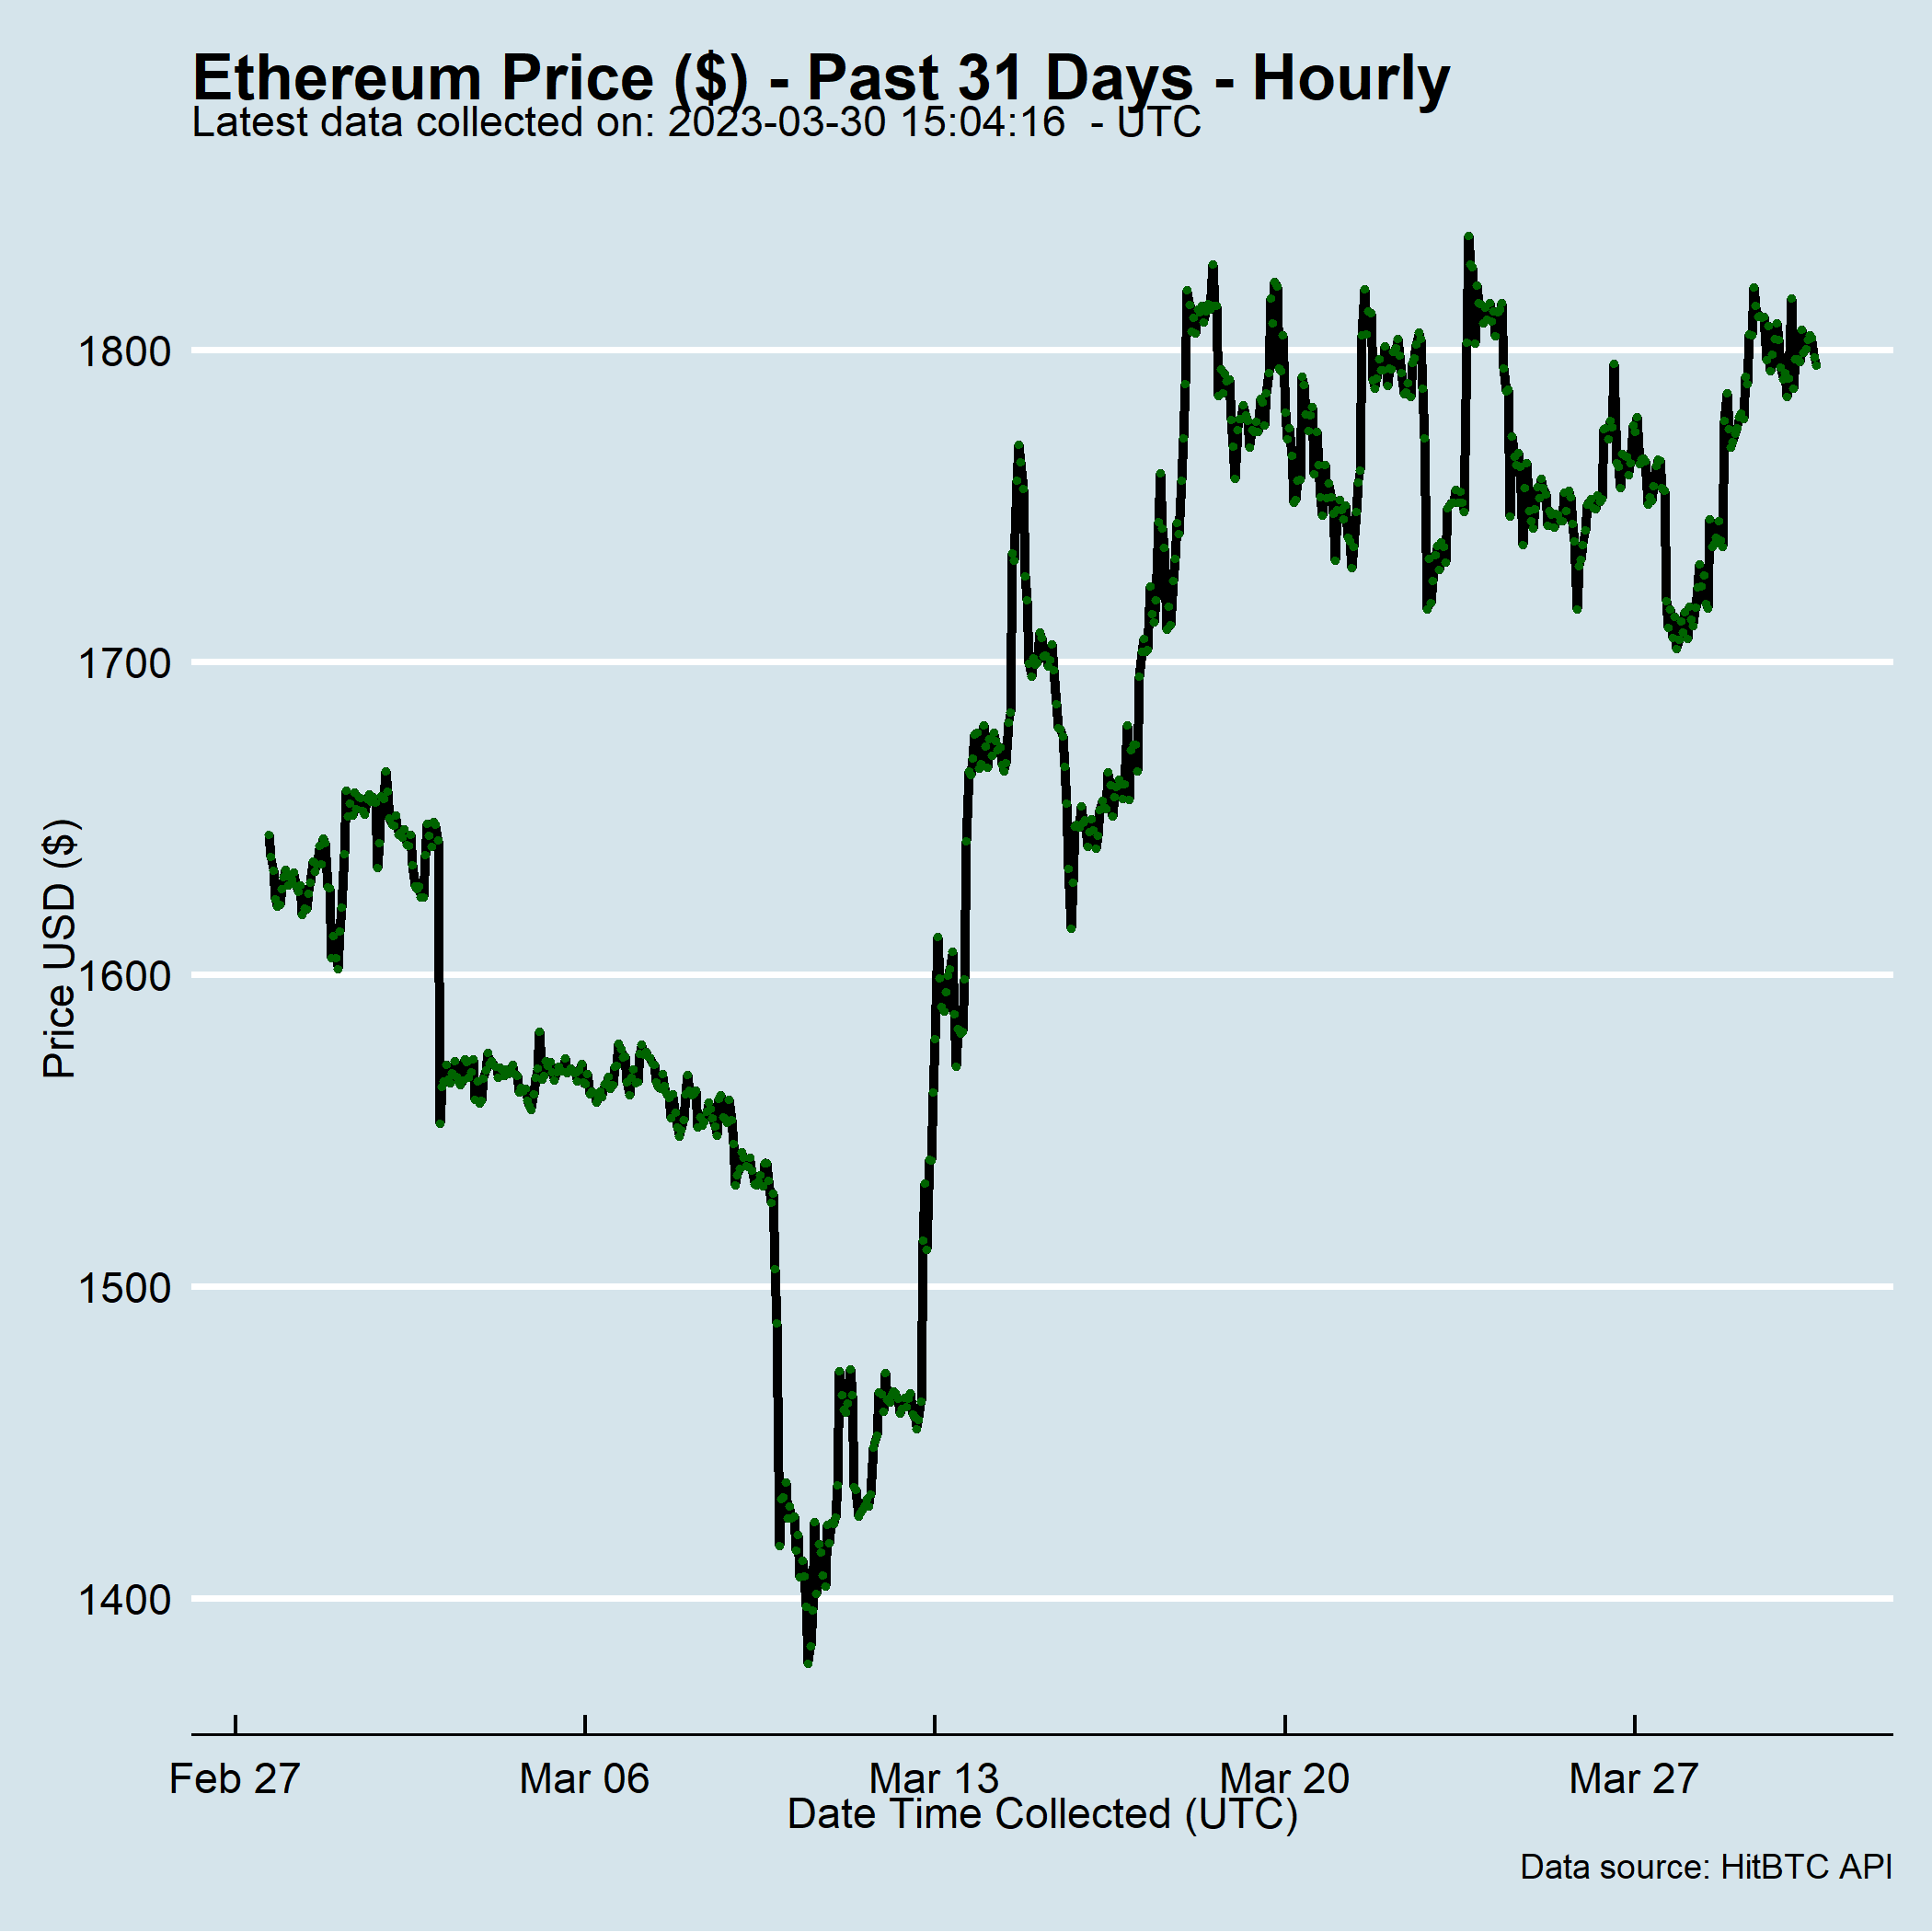 Ethereum Price ($) - Past 31 Days - Hourly
Latest data collected on: 2023-03-30 15:04:16  - UTC
Price USD ($)
1800
1700
1600
1500
1400
Feb 27
Mar 06
Mar 13
Mar 20
Mar 27
Date Time Collected (UTC)
Data source: HitBTC API